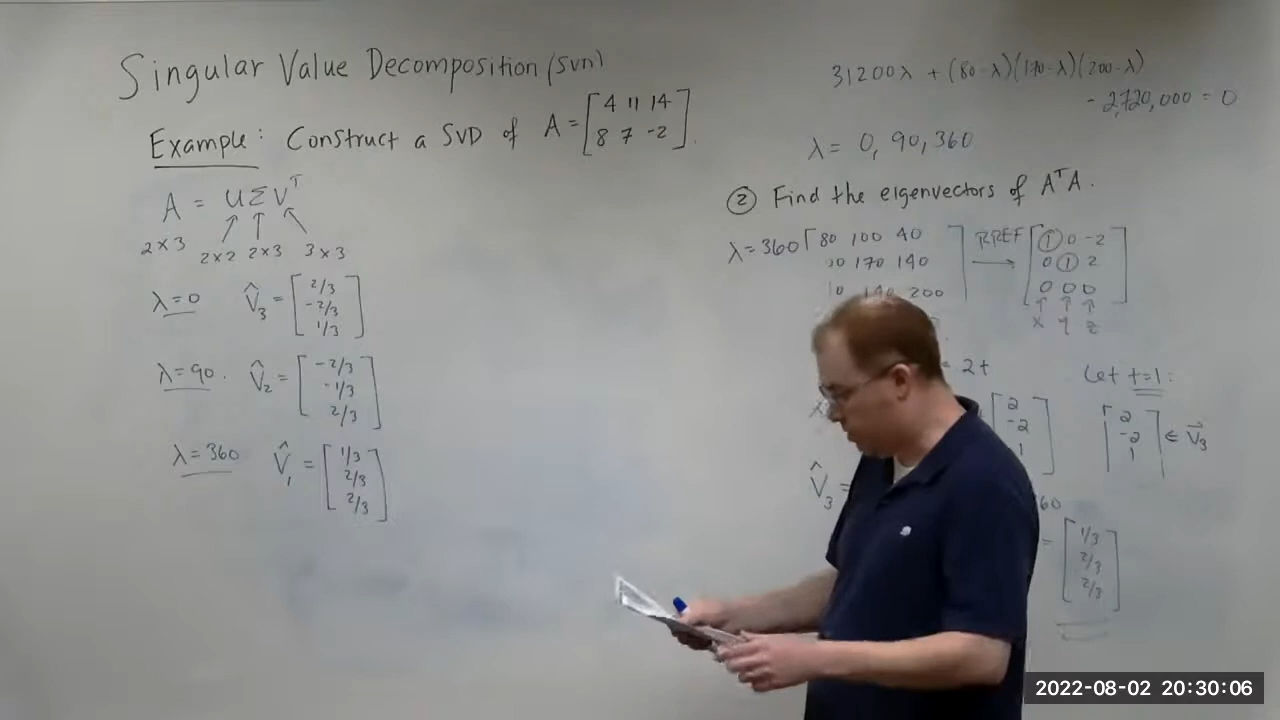 Singular Value Decomposition (SVD)
Example: Construct a SVD of A = [4 11 14
8 7 -2].
A = UΣVᵀ
2×3 2×2 2×3 3×3
λ=0 V̂₃ = [2/3
-2/3
1/3]
λ=90. V̂₂ = [-2/3
-1/3
2/3]
λ=360 V̂₁ = [1/3
2/3
2/3]
31200λ + (80-λ)(170-λ)(200-λ)
- 2,720,000 = 0
λ = 0, 90, 360
② Find the eigenvectors of AᵀA.
λ=360 [80 100 40
170 140
140 200] RREF → [1 0 -2
0 1 2
0 0 0]
x y z
= 2t Let t=1:
[2
-2
1] [2
-2
1] ∈ V⃗₃
V̂₃ =
= [1/3
2/3
2/3]
2022-08-02 20:30:06